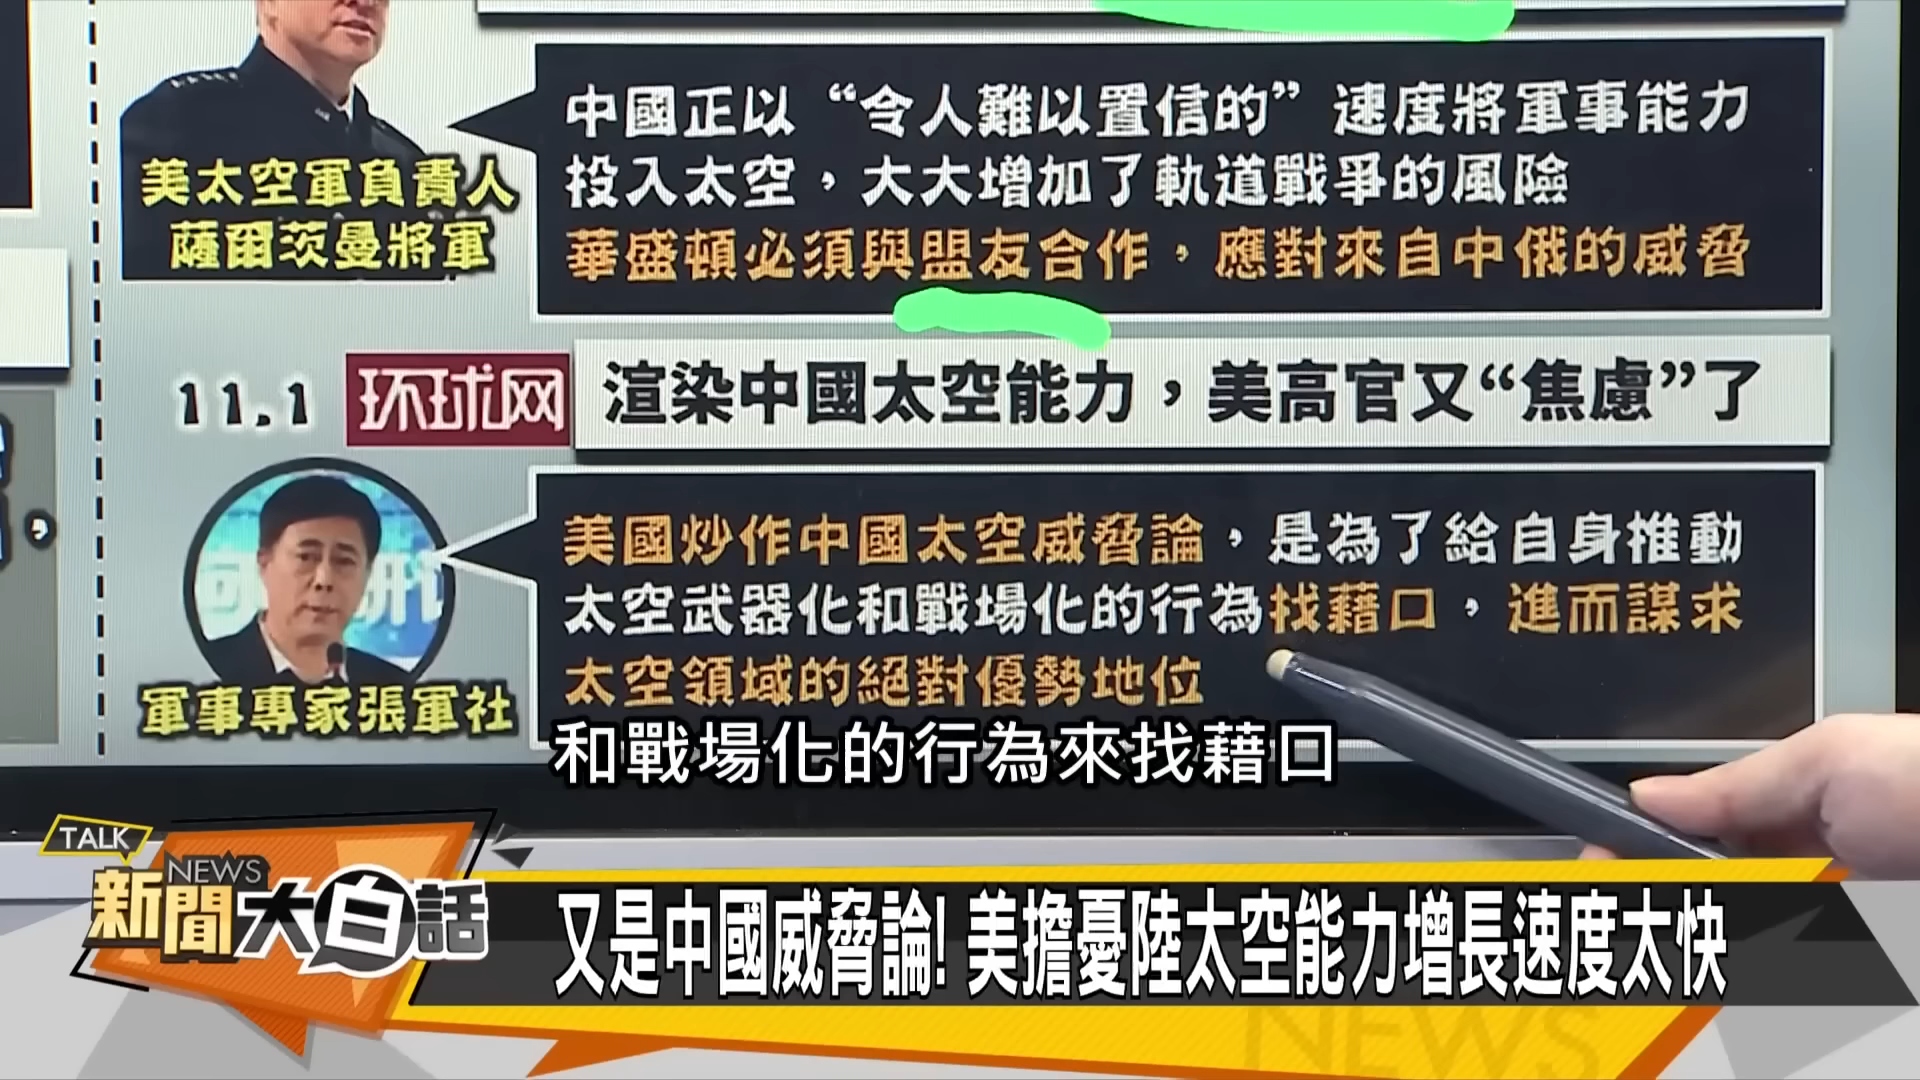 中國正以“令人難以置信的”速度將軍事能力
投入太空，大大增加了軌道戰爭的風險
華盛頓必須與盟友合作，應對來自中俄的威脅
美太空軍負責人
薩爾茨曼將軍
11.1 环球网 渲染中國太空能力，美高官又“焦慮”了
美國炒作中國太空威脅論，是為了給自身推動
太空武器化和戰場化的行為找藉口，進而謀求
太空領域的絕對優勢地位
軍事專家張軍社
和戰場化的行為來找藉口
TALK
NEWS
新聞大白話
又是中國威脅論!美擔憂陸太空能力增長速度太快
NEWS